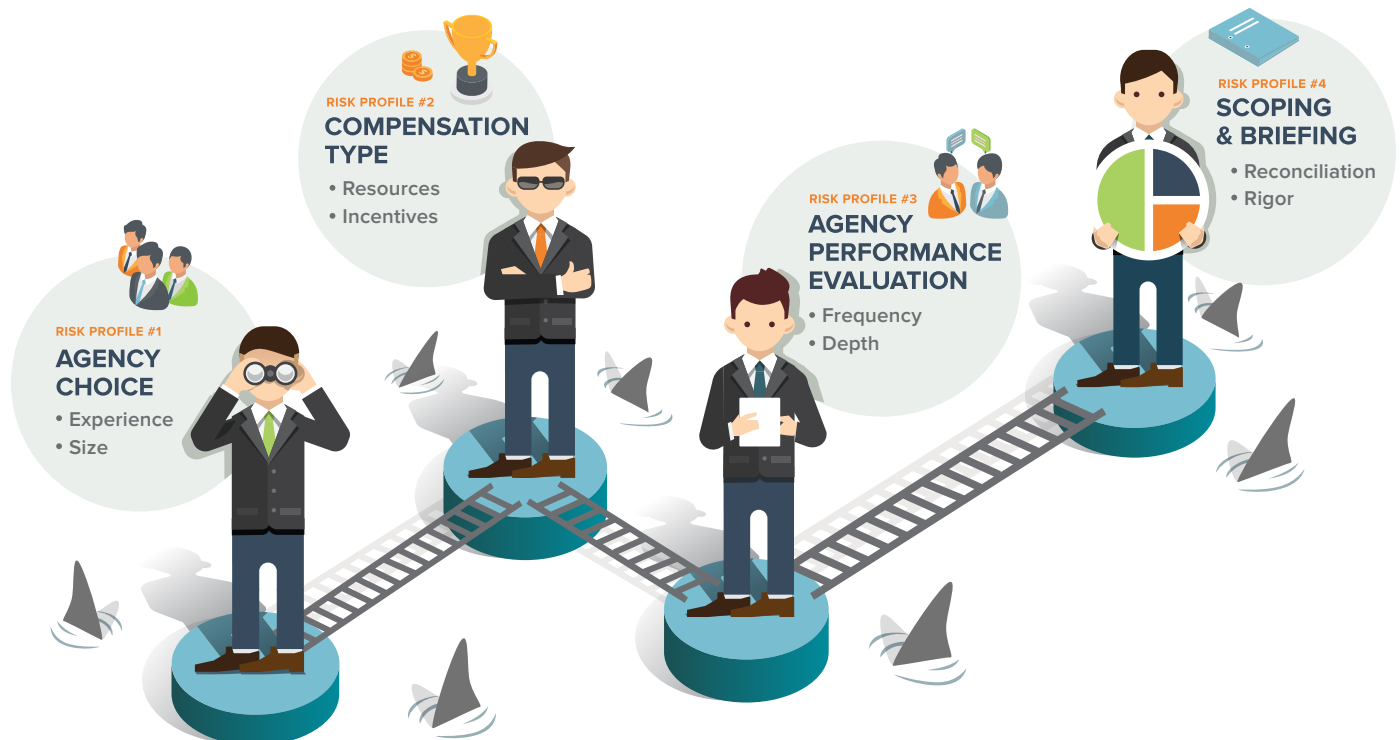 RISK PROFILE #1
AGENCY
CHOICE
• Experience
• Size
RISK PROFILE #2
COMPENSATION
TYPE
• Resources
• Incentives
RISK PROFILE #3
AGENCY
PERFORMANCE
EVALUATION
• Frequency
• Depth
RISK PROFILE #4
SCOPING
& BRIEFING
• Reconciliation
• Rigor